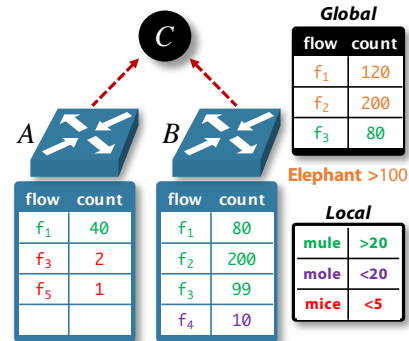 C
Global
flow count
f₁ 120
f₂ 200
f₃ 80
Elephant >100
A
flow count
f₁ 40
f₃ 2
f₅ 1
B
flow count
f₁ 80
f₂ 200
f₃ 99
f₄ 10
Local
mule >20
mole <20
mice <5